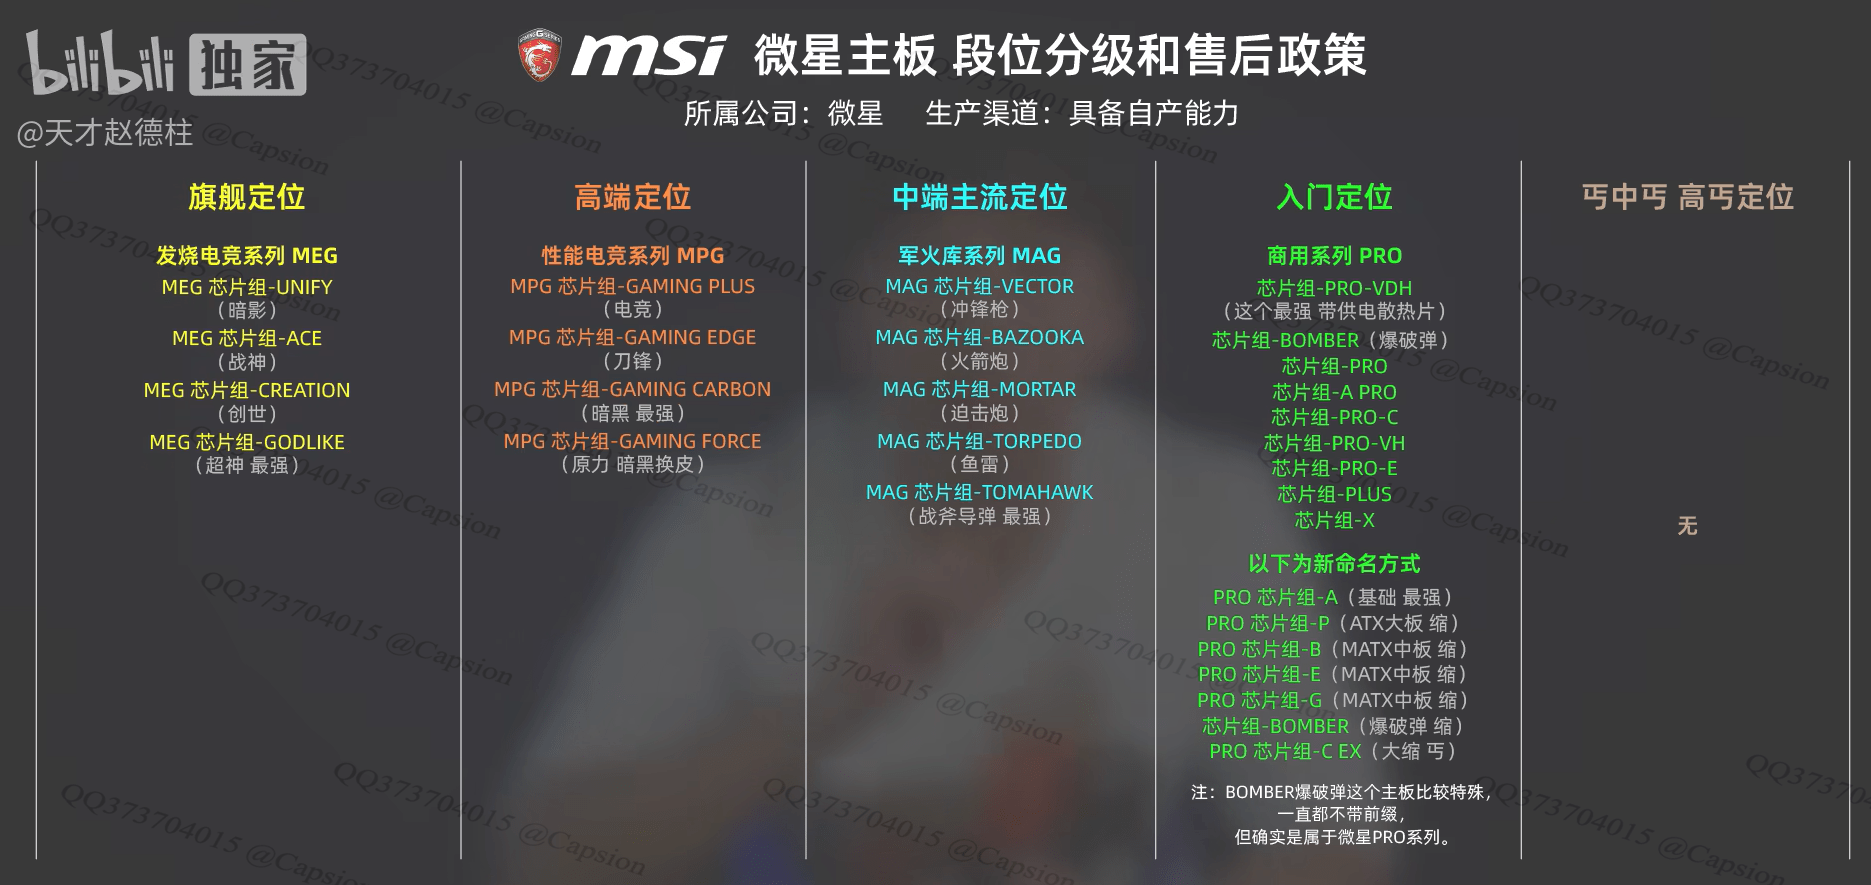 bilibili 独家
@天才赵德柱
GAMING G SERIES
msi 微星主板 段位分级和售后政策
所属公司：微星 生产渠道：具备自产能力
旗舰定位
发烧电竞系列 MEG
MEG 芯片组-UNIFY
（暗影）
MEG 芯片组-ACE
（战神）
MEG 芯片组-CREATION
（创世）
MEG 芯片组-GODLIKE
（超神 最强）
高端定位
性能电竞系列 MPG
MPG 芯片组-GAMING PLUS
（电竞）
MPG 芯片组-GAMING EDGE
（刀锋）
MPG 芯片组-GAMING CARBON
（暗黑 最强）
MPG 芯片组-GAMING FORCE
（原力 暗黑换皮）
中端主流定位
军火库系列 MAG
MAG 芯片组-VECTOR
（冲锋枪）
MAG 芯片组-BAZOOKA
（火箭炮）
MAG 芯片组-MORTAR
（迫击炮）
MAG 芯片组-TORPEDO
（鱼雷）
MAG 芯片组-TOMAHAWK
（战斧导弹 最强）
入门定位
商用系列 PRO
芯片组-PRO-VDH
（这个最强 带供电散热片）
芯片组-BOMBER（爆破弹）
芯片组-PRO
芯片组-A PRO
芯片组-PRO-C
芯片组-PRO-VH
芯片组-PRO-E
芯片组-PLUS
芯片组-X
以下为新命名方式
PRO 芯片组-A（基础 最强）
PRO 芯片组-P（ATX大板 缩）
PRO 芯片组-B（MATX中板 缩）
PRO 芯片组-E（MATX中板 缩）
PRO 芯片组-G（MATX中板 缩）
芯片组-BOMBER（爆破弹 缩）
PRO 芯片组-C EX（大缩 丐）
注：BOMBER爆破弹这个主板比较特殊，
一直都不带前缀，
但确实是属于微星PRO系列。
丐中丐 高丐定位
无
QQ373704015 @Capsion